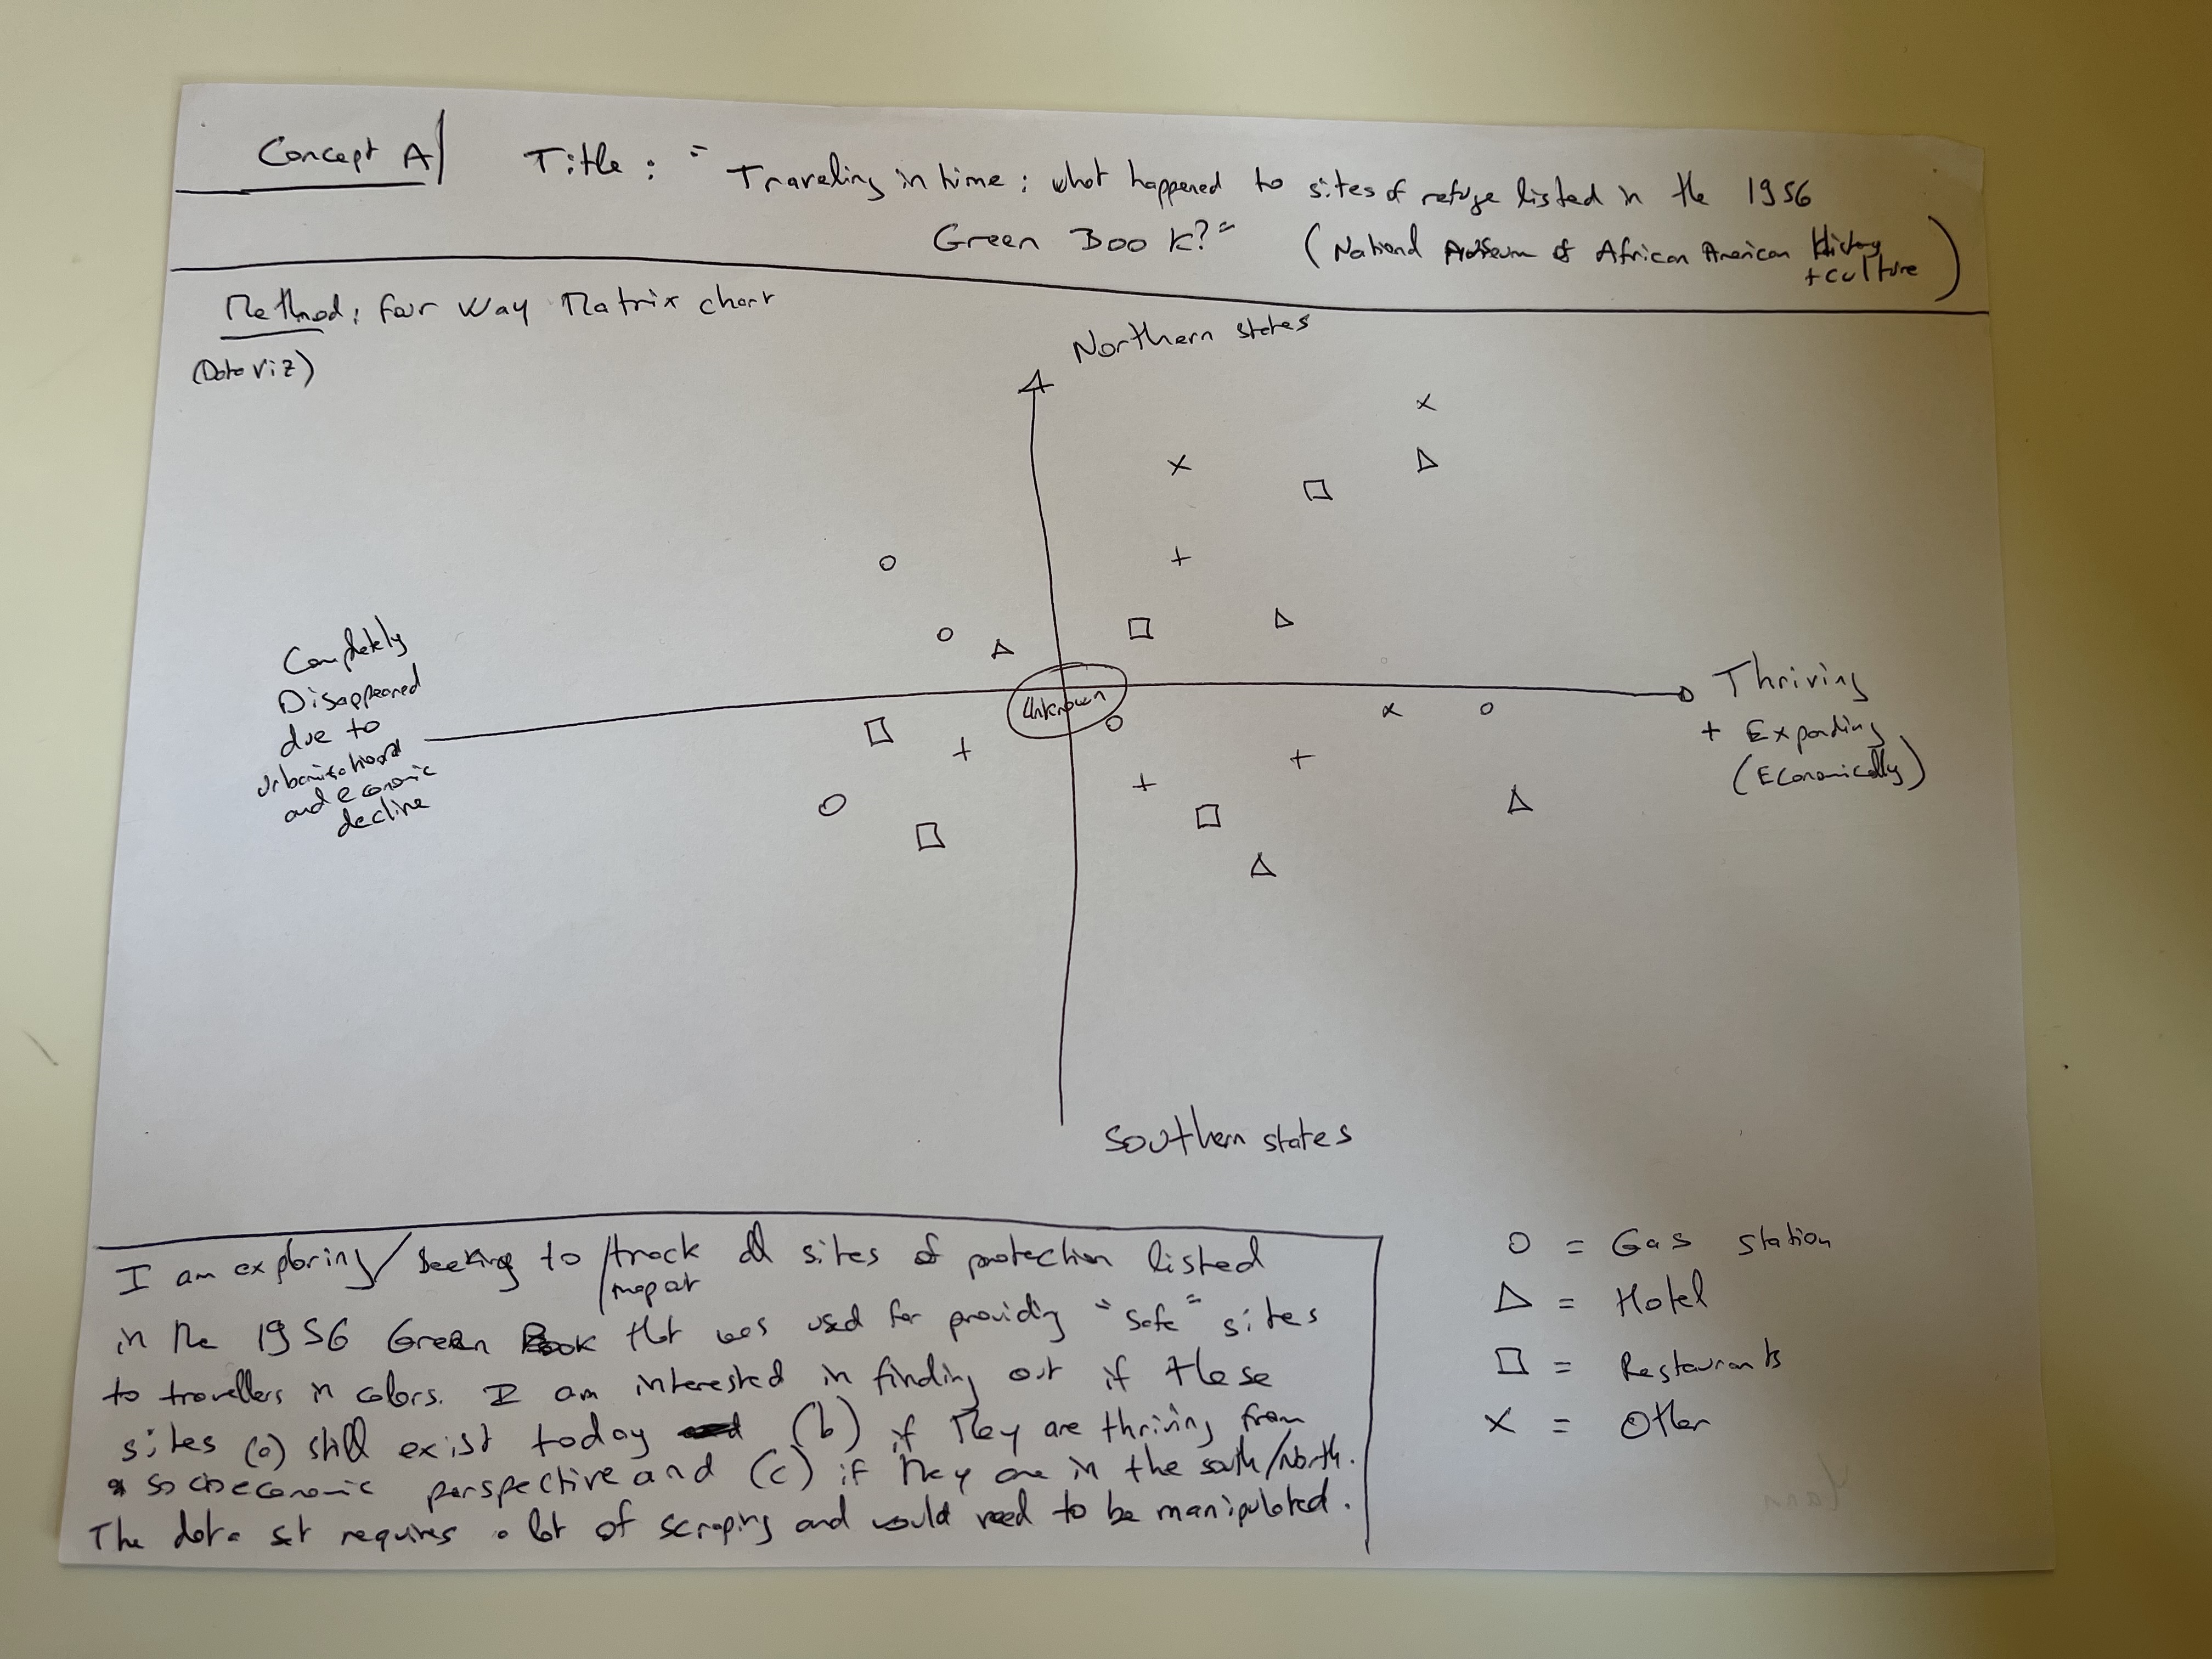 Concept A
Title : " Traveling in time : what happened to sites of refuge listed in the 1956
Green Book?" (National Museum of African American History
+ culture)
Method: four way Matrix chart
(Data viz)
Northern states
Completely
Disappeared
due to
urbanisation
and economic
decline
Unknown
Thriving
+ Expanding
(Economically)
Southern states
I am exploring/seeking to /track all sites of protection listed
/map out
in the 1956 Green Book that was used for providing "safe" sites
to travellers in colors. I am interested in finding out if these
sites (a) still exist today (b) if they are thriving from
a socioeconomic perspective and (c) if they are in the south/North.
The data set requires a lot of scraping and would need to be manipulated.
O = Gas station
△ = Hotel
□ = Restaurants
X = Other